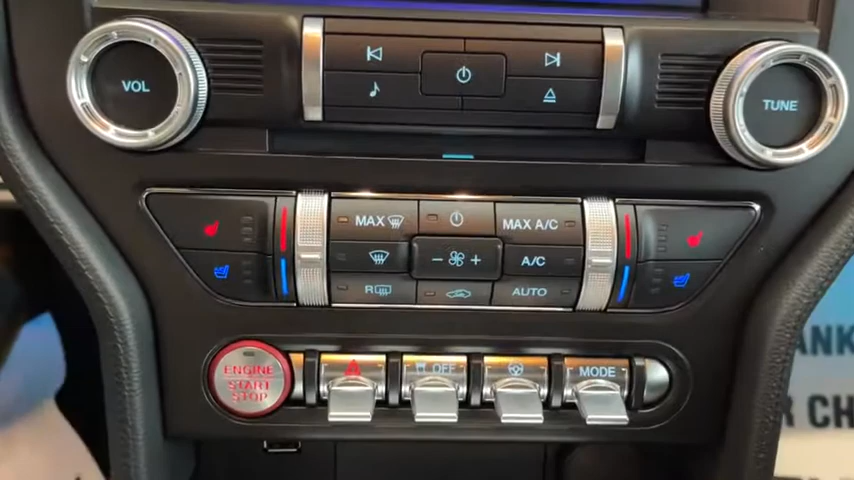 VOL
TUNE
MAX
MAX A/C
A/C
R
AUTO
ENGINE
START
STOP
OFF
MODE